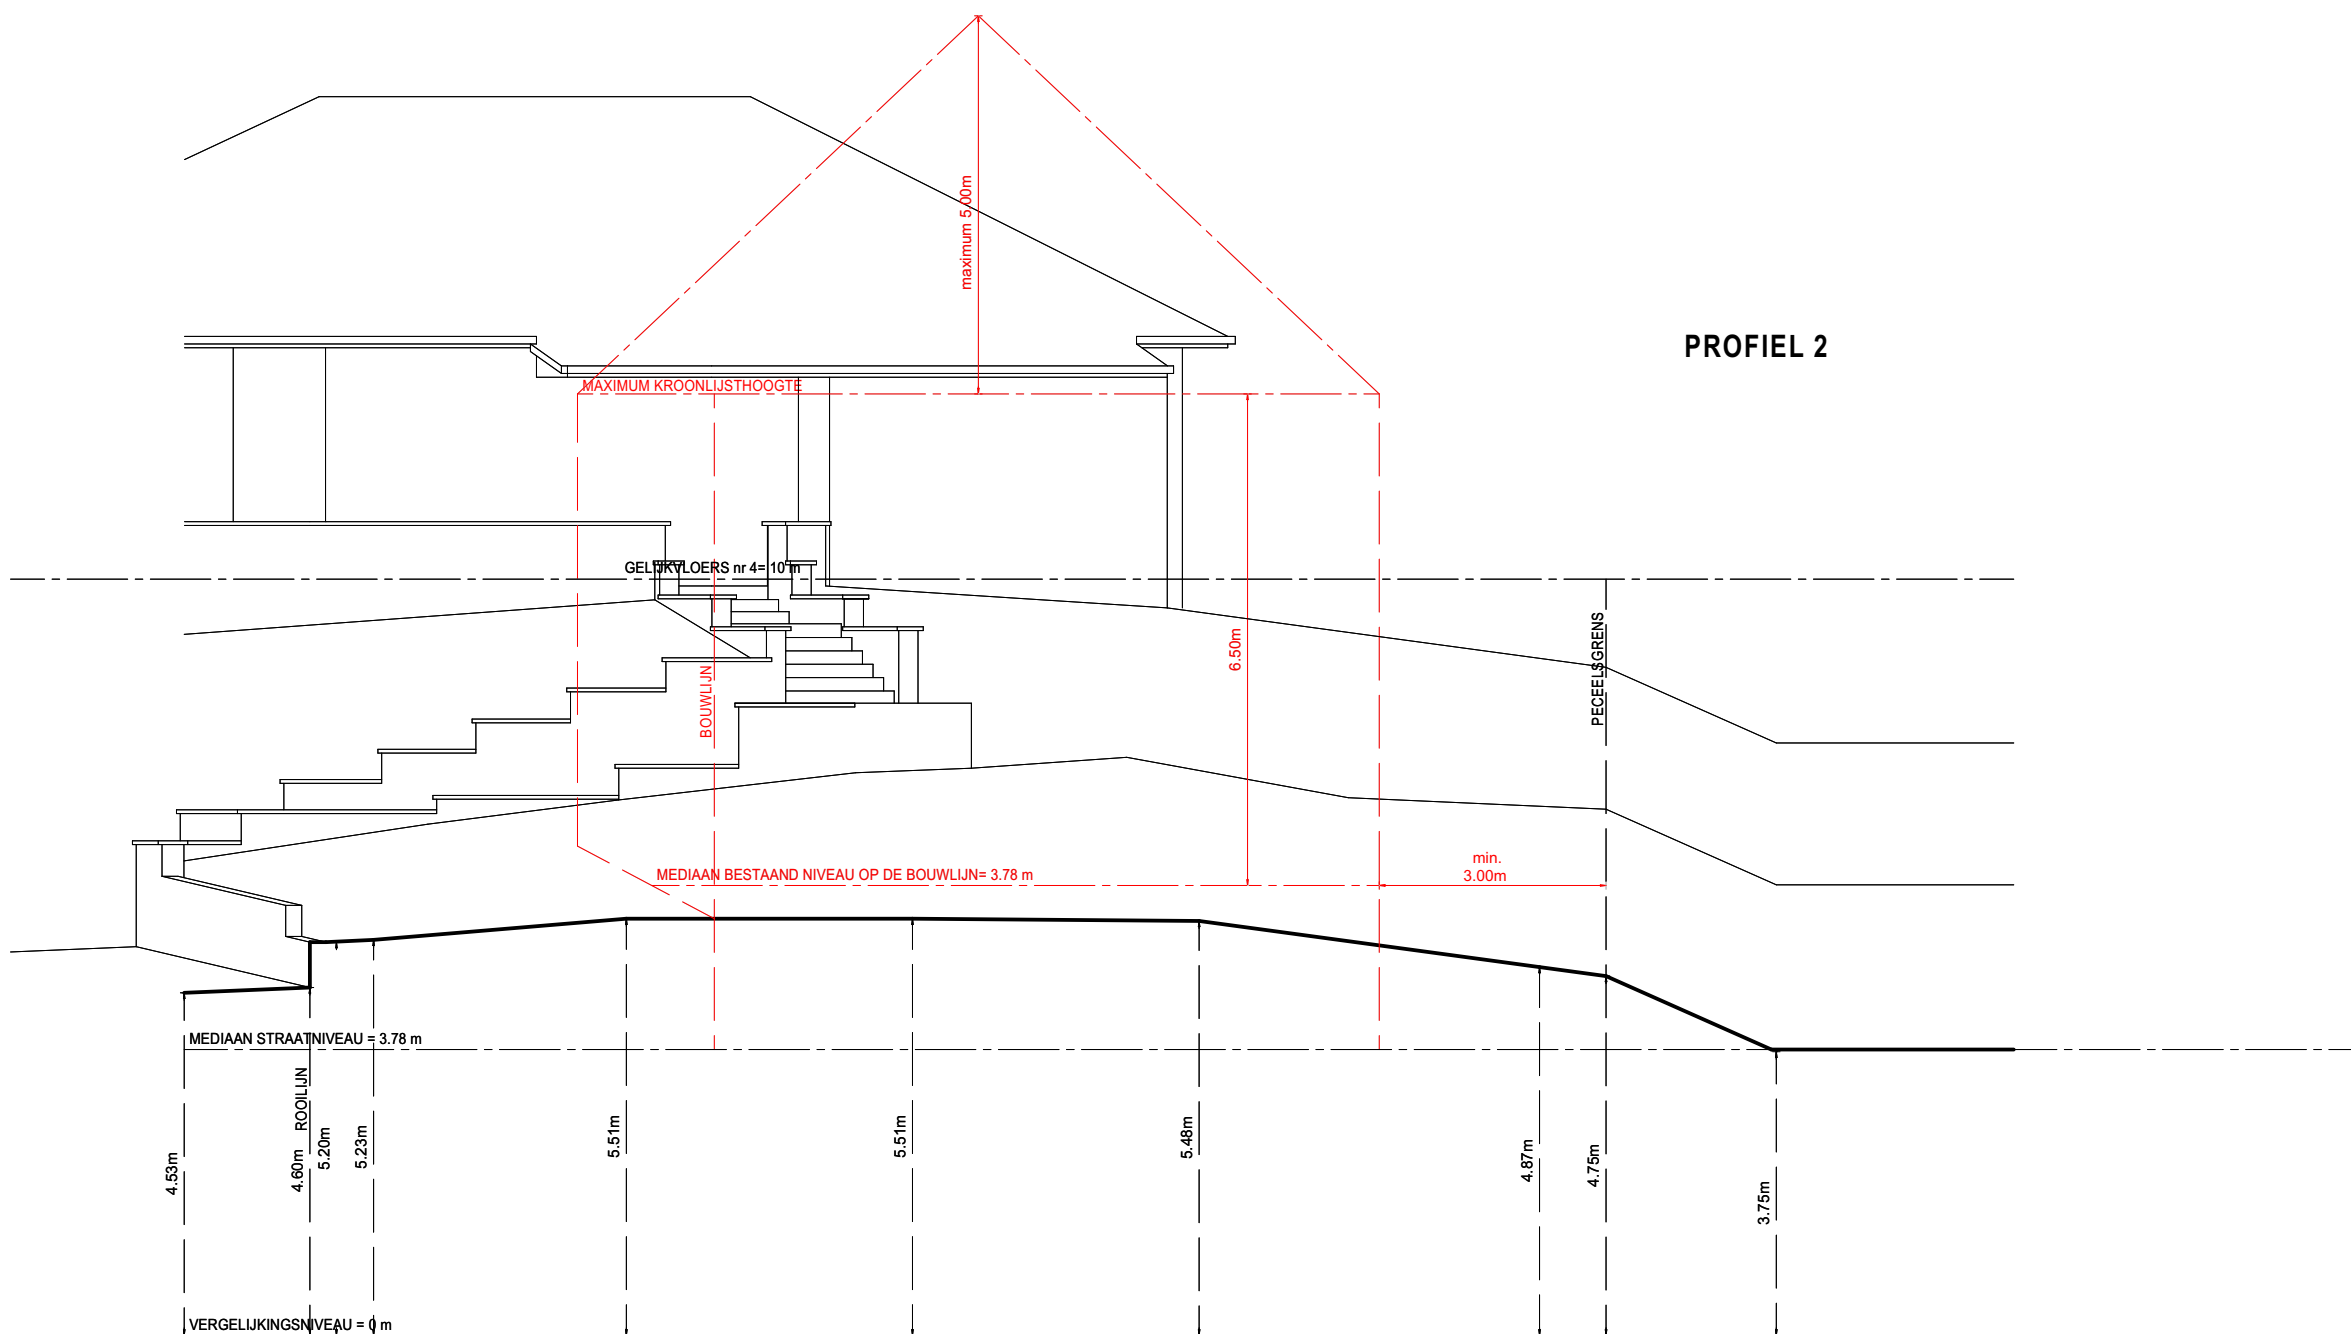 maximum 5.00m
PROFIEL 2
MAXIMUM KROONLIJSTHOOGTE
GELIJKVLOERS nr 4= 10 m
PECEELSGRENS
6.50m
BOUWLIJN
min.
3.00m
MEDIAAN BESTAAND NIVEAU OP DE BOUWLIJN= 3.78 m
MEDIAAN STRAATNIVEAU = 3.78 m
ROOILIJN
4.53m
4.60m
5.20m
5.23m
5.51m
5.51m
5.48m
4.87m
4.75m
3.75m
VERGELIJKINGSNIVEAU = 0 m